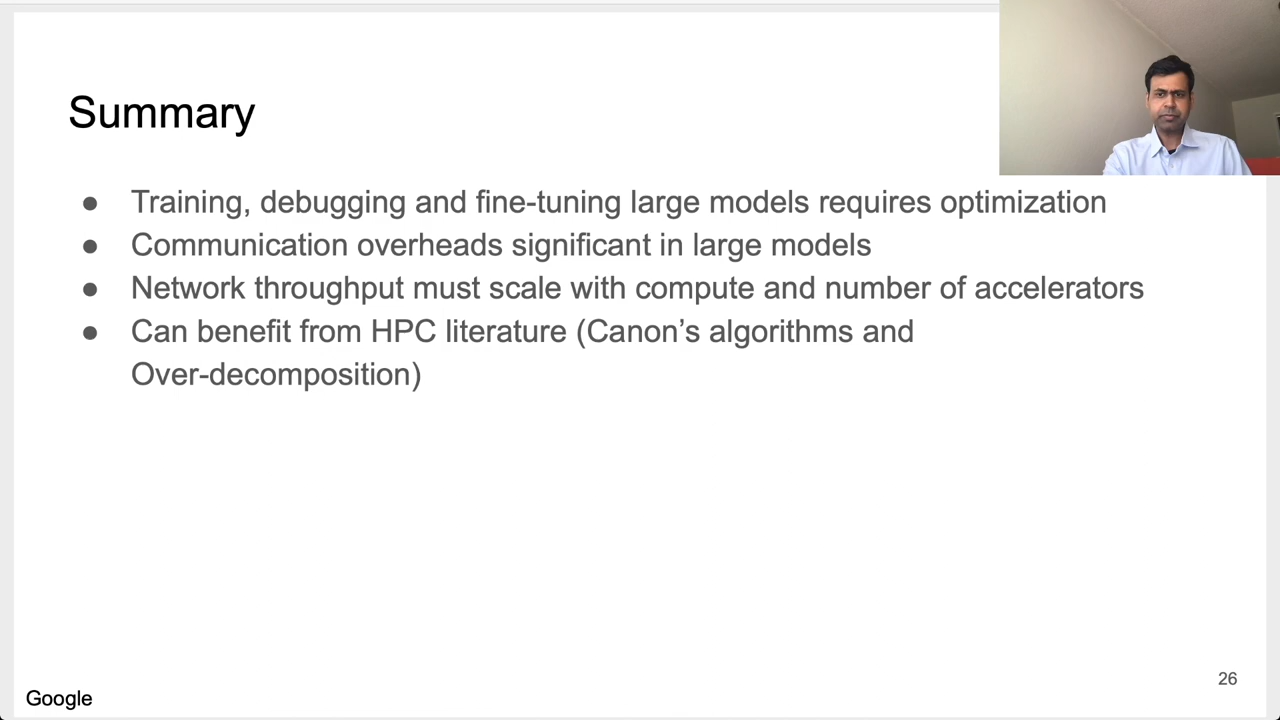 Summary
● Training, debugging and fine-tuning large models requires optimization
● Communication overheads significant in large models
● Network throughput must scale with compute and number of accelerators
● Can benefit from HPC literature (Canon's algorithms and
Over-decomposition)
26
Google